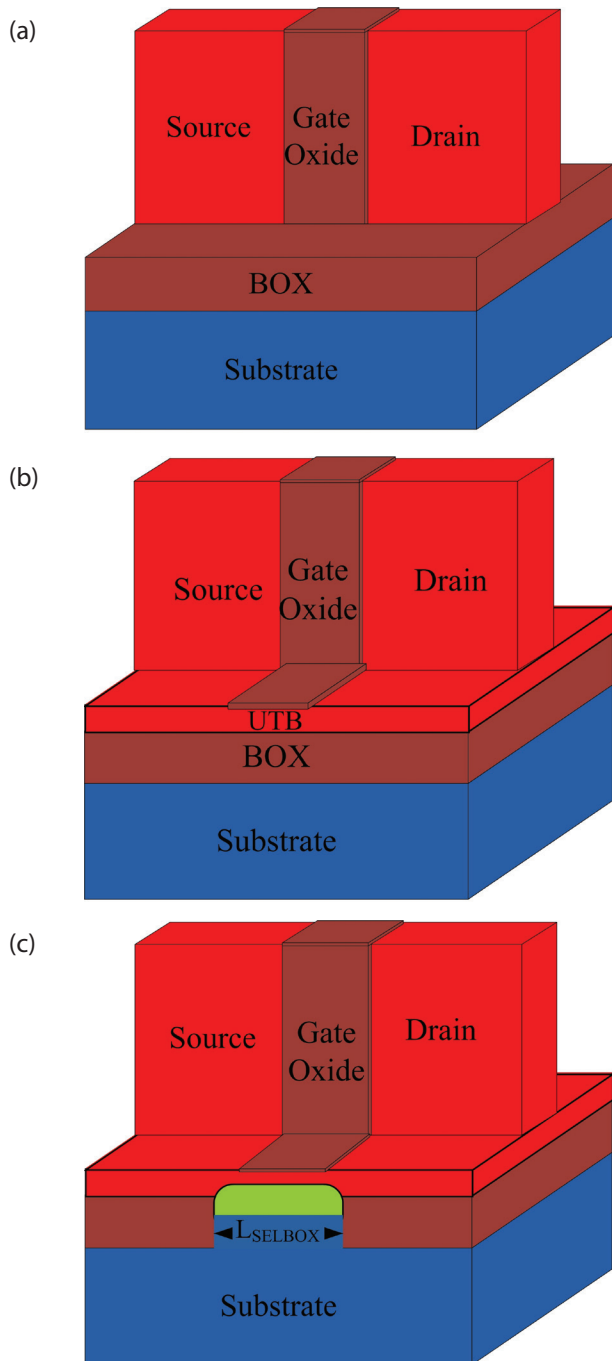 (a)
Source
Gate
Oxide
Drain
BOX
Substrate
(b)
Source
Gate
Oxide
Drain
UTB
BOX
Substrate
(c)
Source
Gate
Oxide
Drain
LSELBOX
Substrate